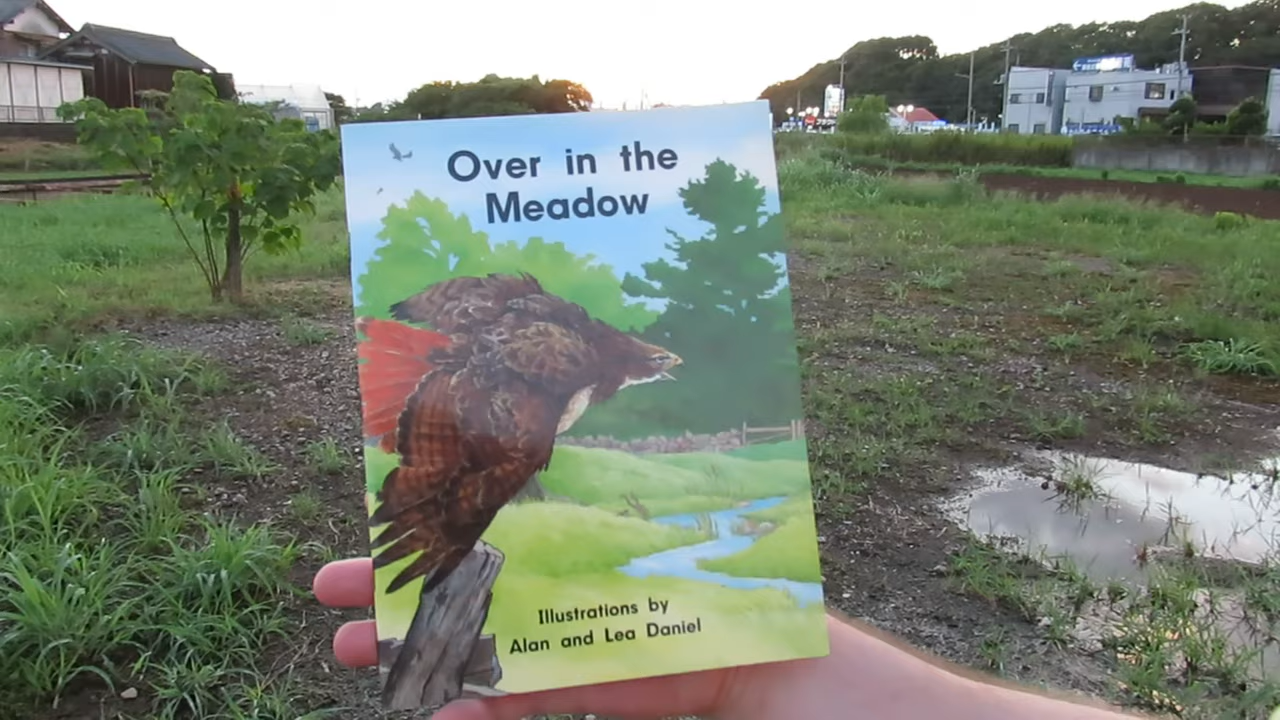 Over in the
Meadow
Illustrations by
Alan and Lea Daniel